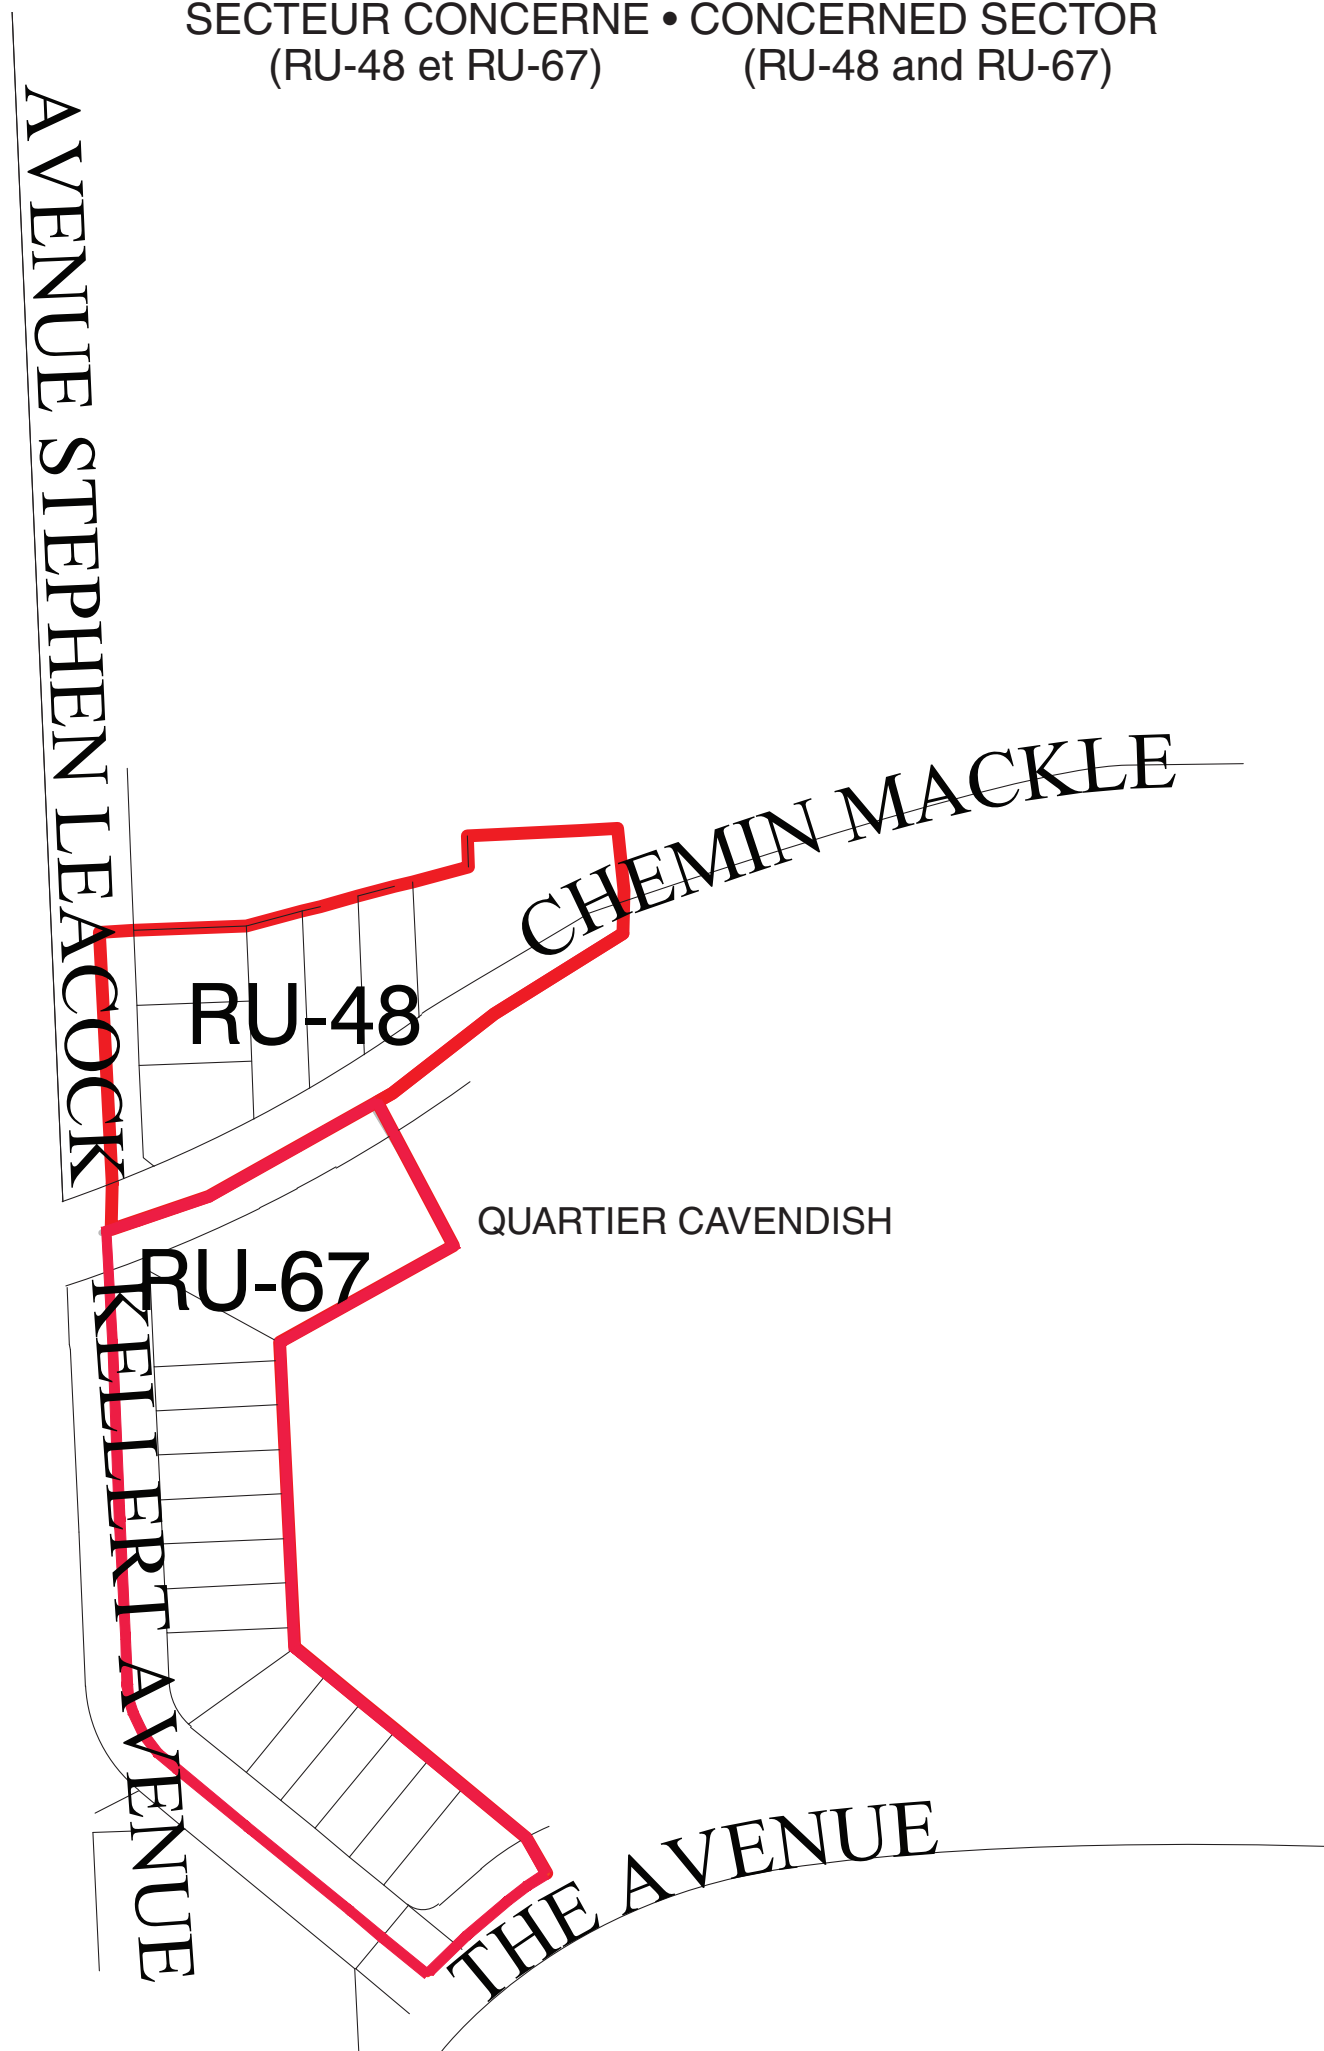 SECTEUR CONCERNE • CONCERNED SECTOR
(RU-48 et RU-67) (RU-48 and RU-67)
AVENUE STEPHEN LEACOCK
CHEMIN MACKLE
RU-48
QUARTIER CAVENDISH
RU-67
KELLERT AVENUE
THE AVENUE